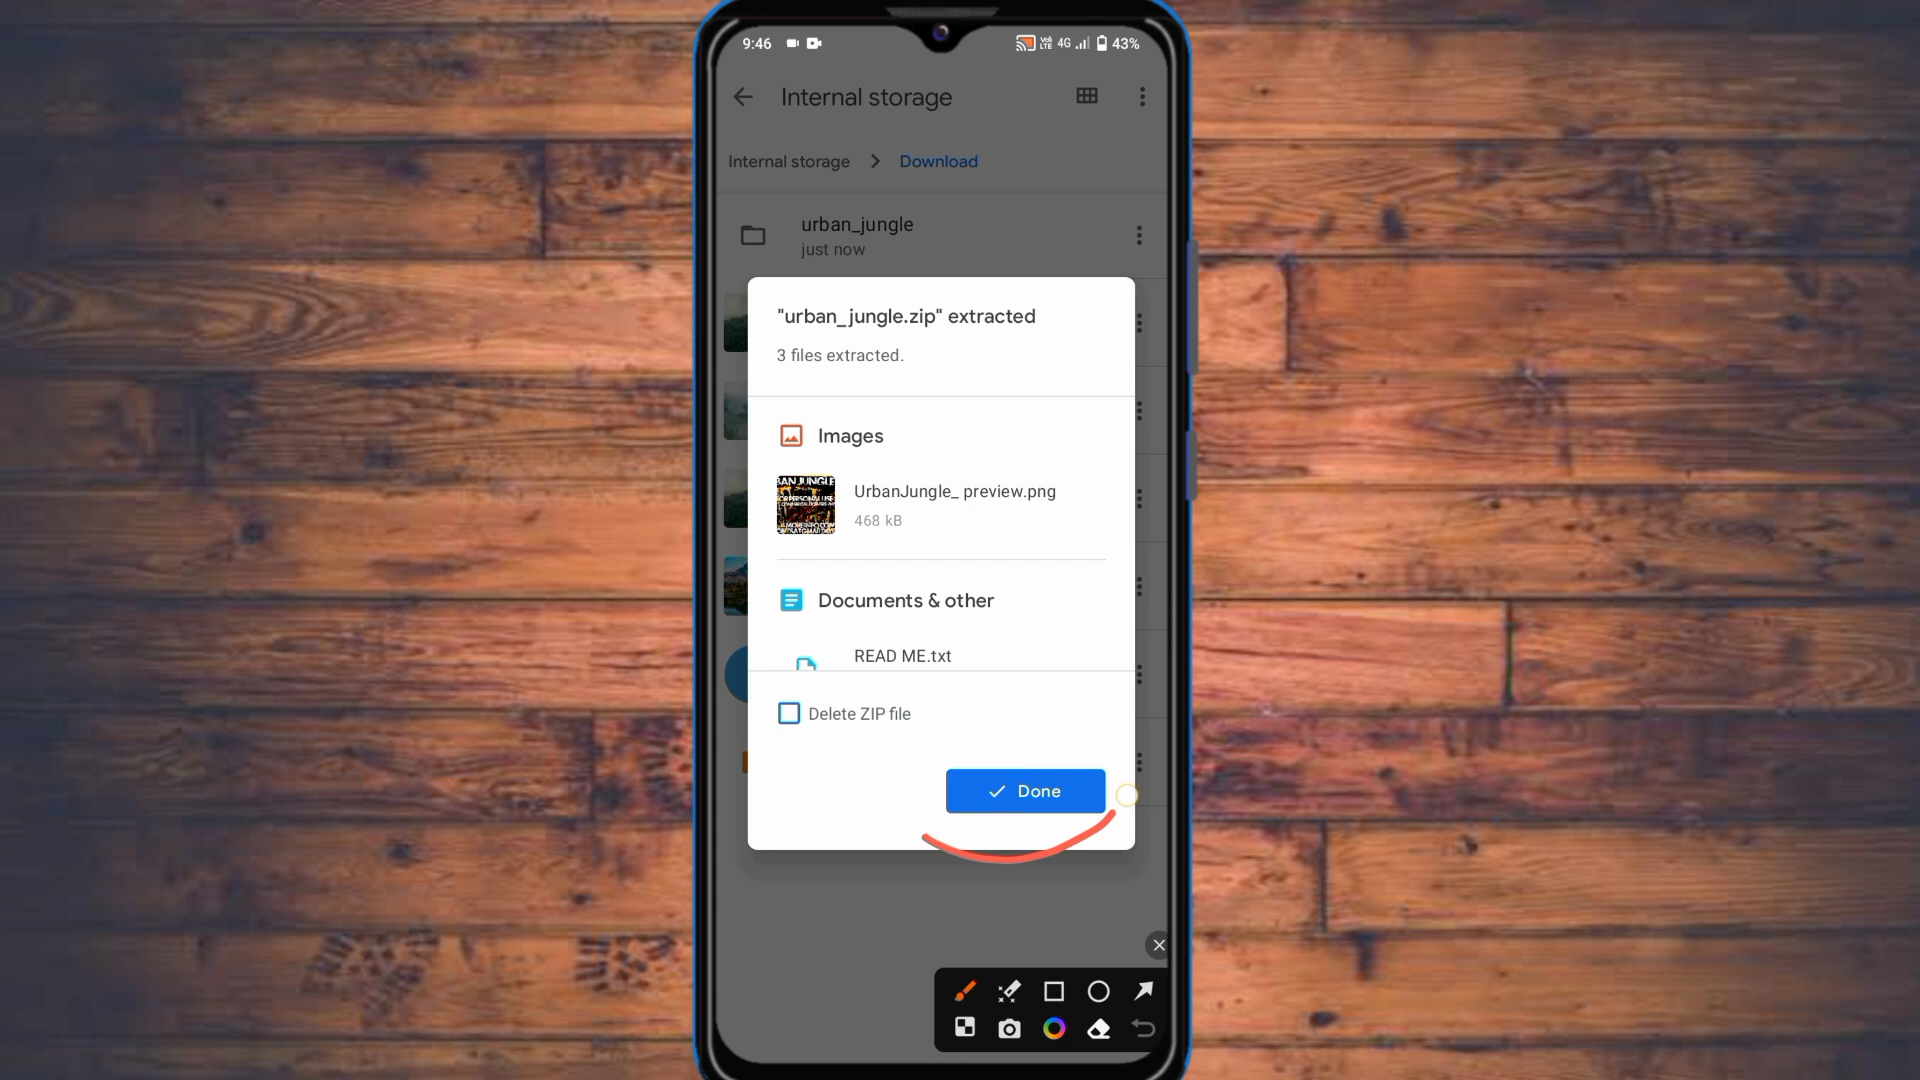 9:46
VoLTE 4G 43%
Internal storage
Internal storage > Download
urban_jungle
just now
"urban_jungle.zip" extracted
3 files extracted.
Images
UrbanJungle_ preview.png
468 kB
Documents & other
READ ME.txt
Delete ZIP file
Done